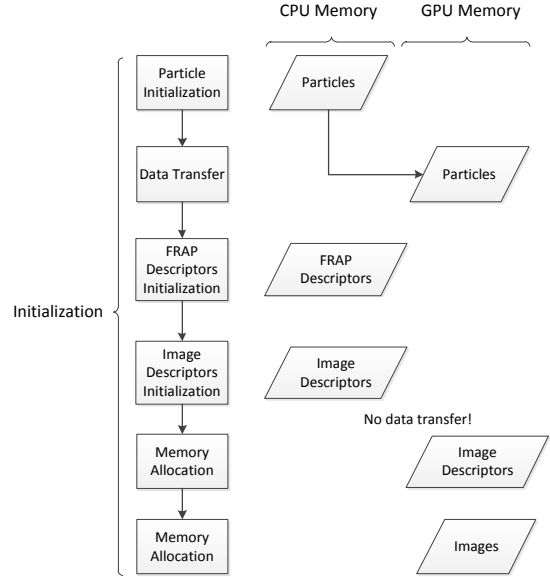 CPU Memory
GPU Memory
Particle
Initialization
Particles
Data Transfer
Particles
FRAP
Descriptors
Initialization
FRAP
Descriptors
Initialization
Image
Descriptors
Initialization
Image
Descriptors
No data transfer!
Memory
Allocation
Image
Descriptors
Memory
Allocation
Images